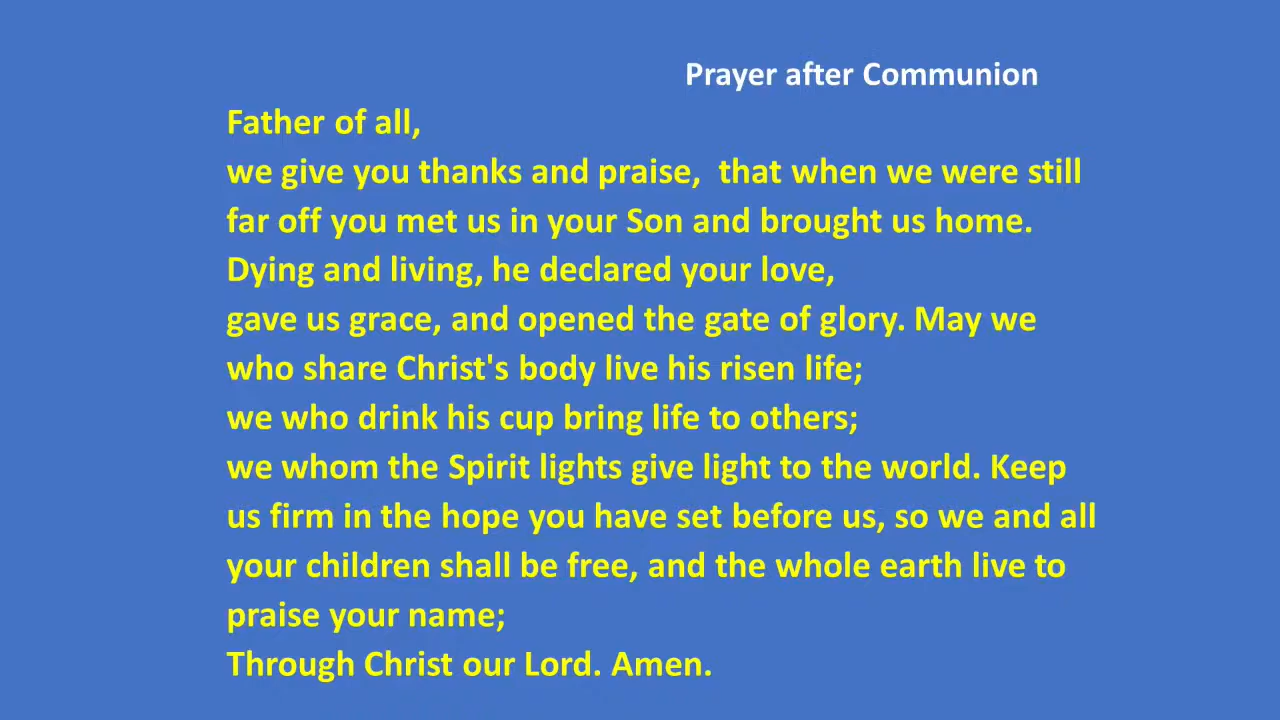 Prayer after Communion
Father of all,
we give you thanks and praise,  that when we were still
far off you met us in your Son and brought us home.
Dying and living, he declared your love,
gave us grace, and opened the gate of glory. May we
who share Christ's body live his risen life;
we who drink his cup bring life to others;
we whom the Spirit lights give light to the world. Keep
us firm in the hope you have set before us, so we and all
your children shall be free, and the whole earth live to
praise your name;
Through Christ our Lord. Amen.